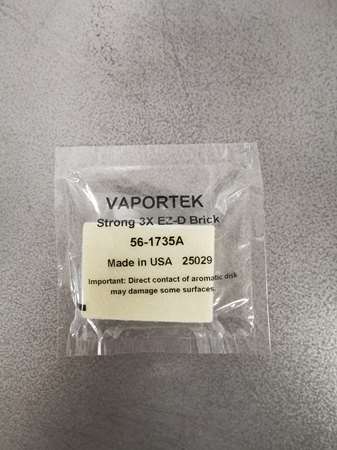 VAPORTEK
Strong 3X EZ-D Brick
56-1735A
Made in USA 25029
Important: Direct contact of aromatic disk
may damage some surfaces